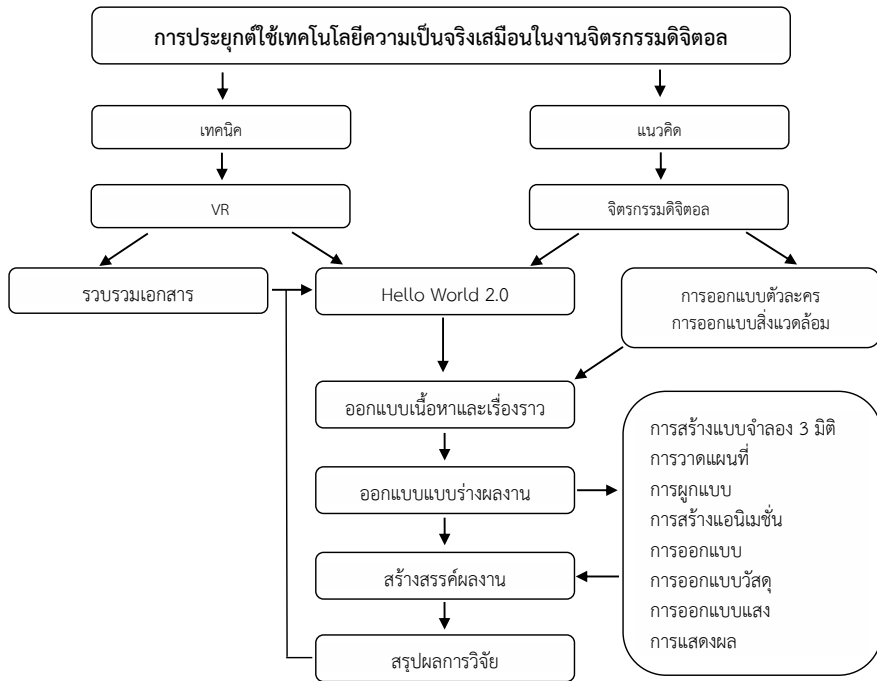 การประยุกต์ใช้เทคโนโลยีความเป็นจริงเสมือนในงานจิตรกรรมดิจิตอล
เทคนิค
แนวคิด
VR
จิตรกรรมดิจิตอล
รวบรวมเอกสาร
Hello World 2.0
การออกแบบตัวละคร
การออกแบบสิ่งแวดล้อม
ออกแบบเนื้อหาและเรื่องราว
ออกแบบแบบร่างผลงาน
สร้างสรรค์ผลงาน
สรุปผลการวิจัย
การสร้างแบบจำลอง 3 มิติ
การวาดแผนที่
การผูกแบบ
การสร้างแอนิเมชั่น
การออกแบบ
การออกแบบวัสดุ
การออกแบบแสง
การแสดงผล